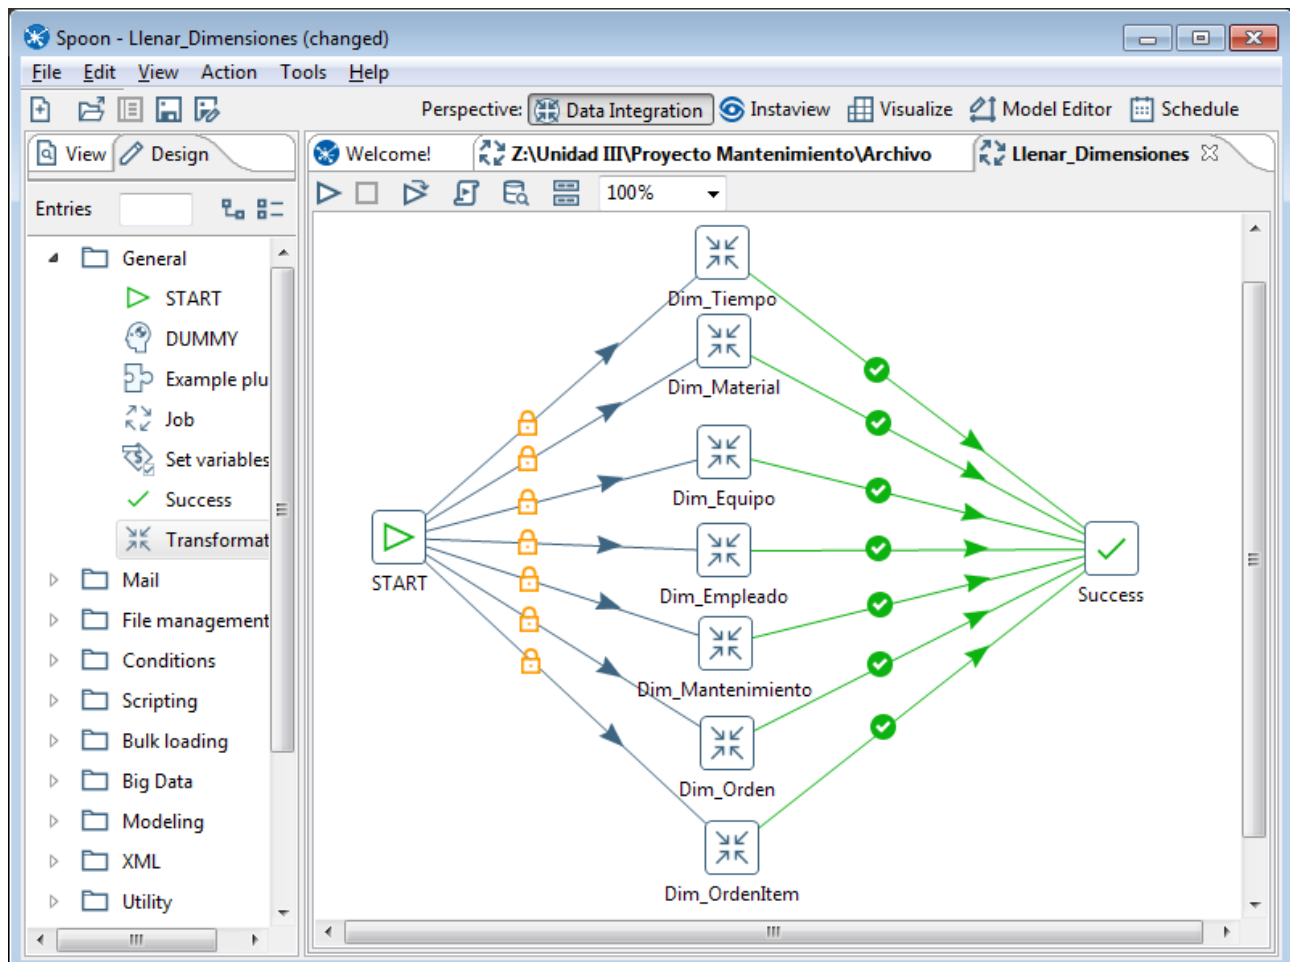 Spoon - Llenar_Dimensiones (changed)
File Edit View Action Tools Help
Perspective: Data Integration Instaview Visualize Model Editor Schedule
View Design
Welcome! Z:\Unidad III\Proyecto Mantenimiento\Archivo Llenar_Dimensiones
100%
Entries
General
START
DUMMY
Example plu
Job
Set variables
Success
Transformat
Mail
File management
Conditions
Scripting
Bulk loading
Big Data
Modeling
XML
Utility
Dim_Tiempo
Dim_Material
Dim_Equipo
START
Dim_Empleado
Success
Dim_Mantenimiento
Dim_Orden
Dim_OrdenItem